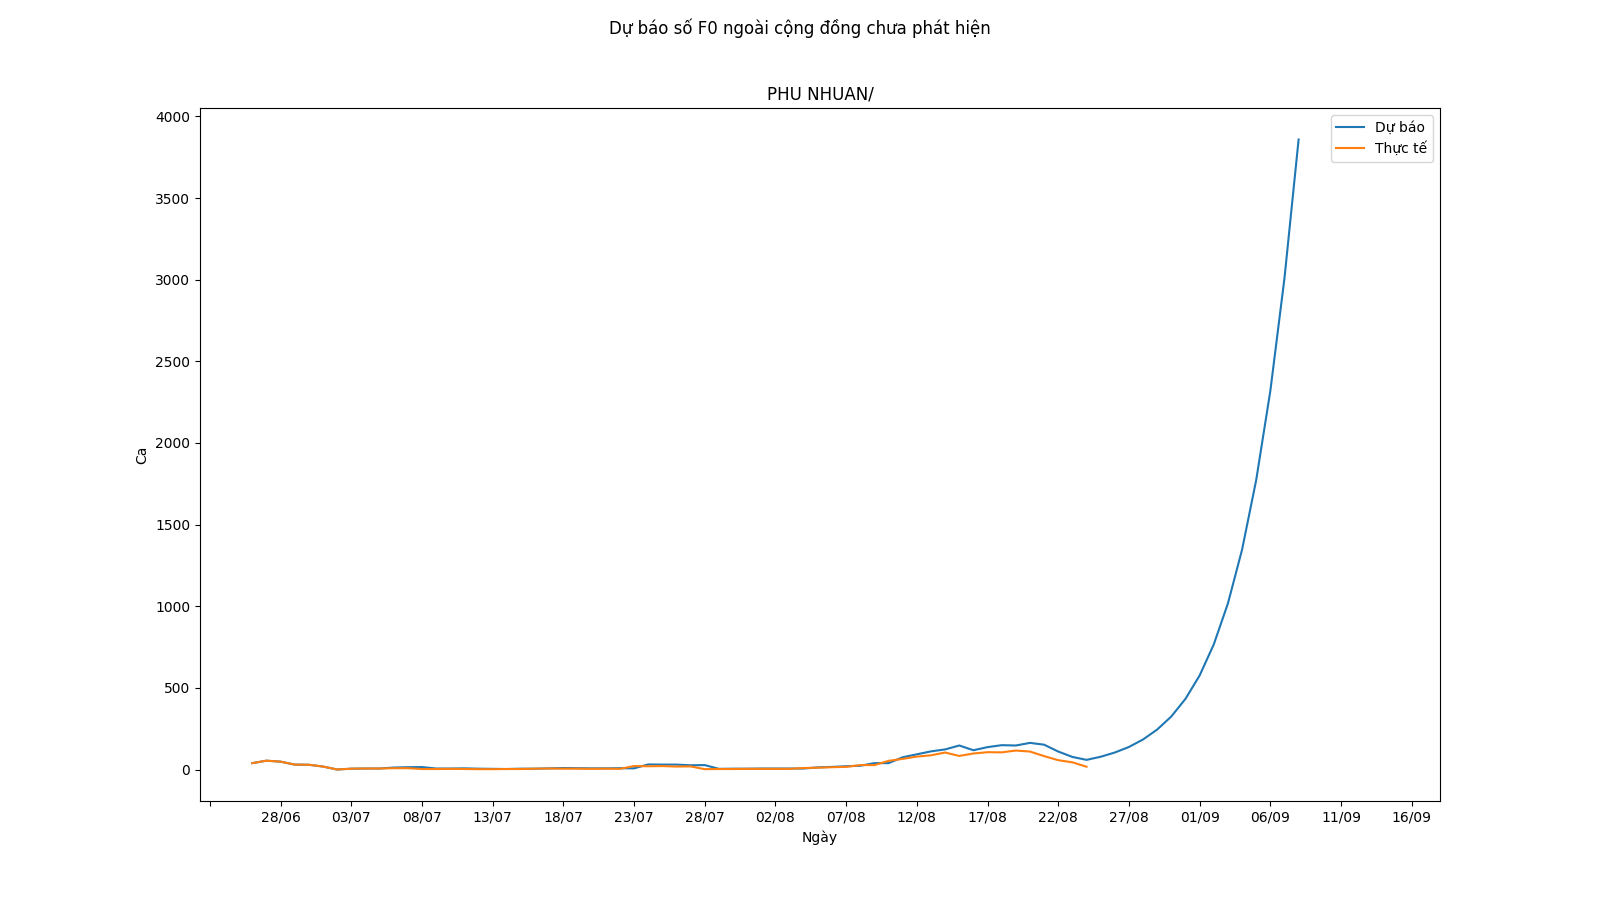 Dự báo số F0 ngoài cộng đồng chưa phát hiện
PHU NHUAN/
Dự báo
Thực tế
4000
3500
3000
2500
2000
1500
1000
500
0
Ca
28/06 03/07 08/07 13/07 18/07 23/07 28/07 02/08 07/08 12/08 17/08 22/08 27/08 01/09 06/09 11/09 16/09
Ngày